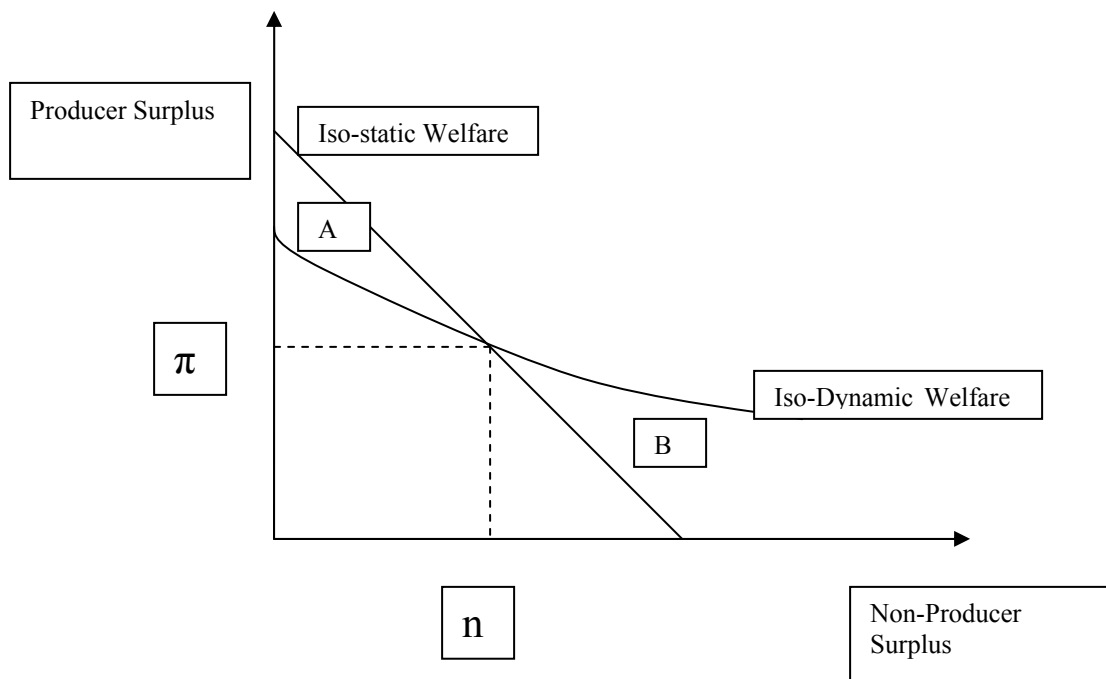 Producer Surplus
Iso-static Welfare
A
π
Iso-Dynamic Welfare
B
n
Non-Producer
Surplus